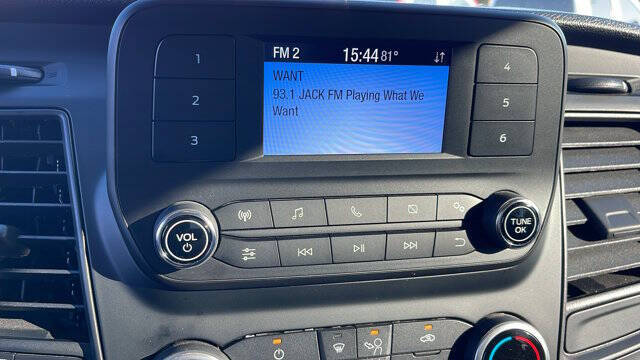 FM 2 15:44 81°
WANT
93.1 JACK FM Playing What We
Want
1
2
3
4
5
6
VOL
TUNE
OK